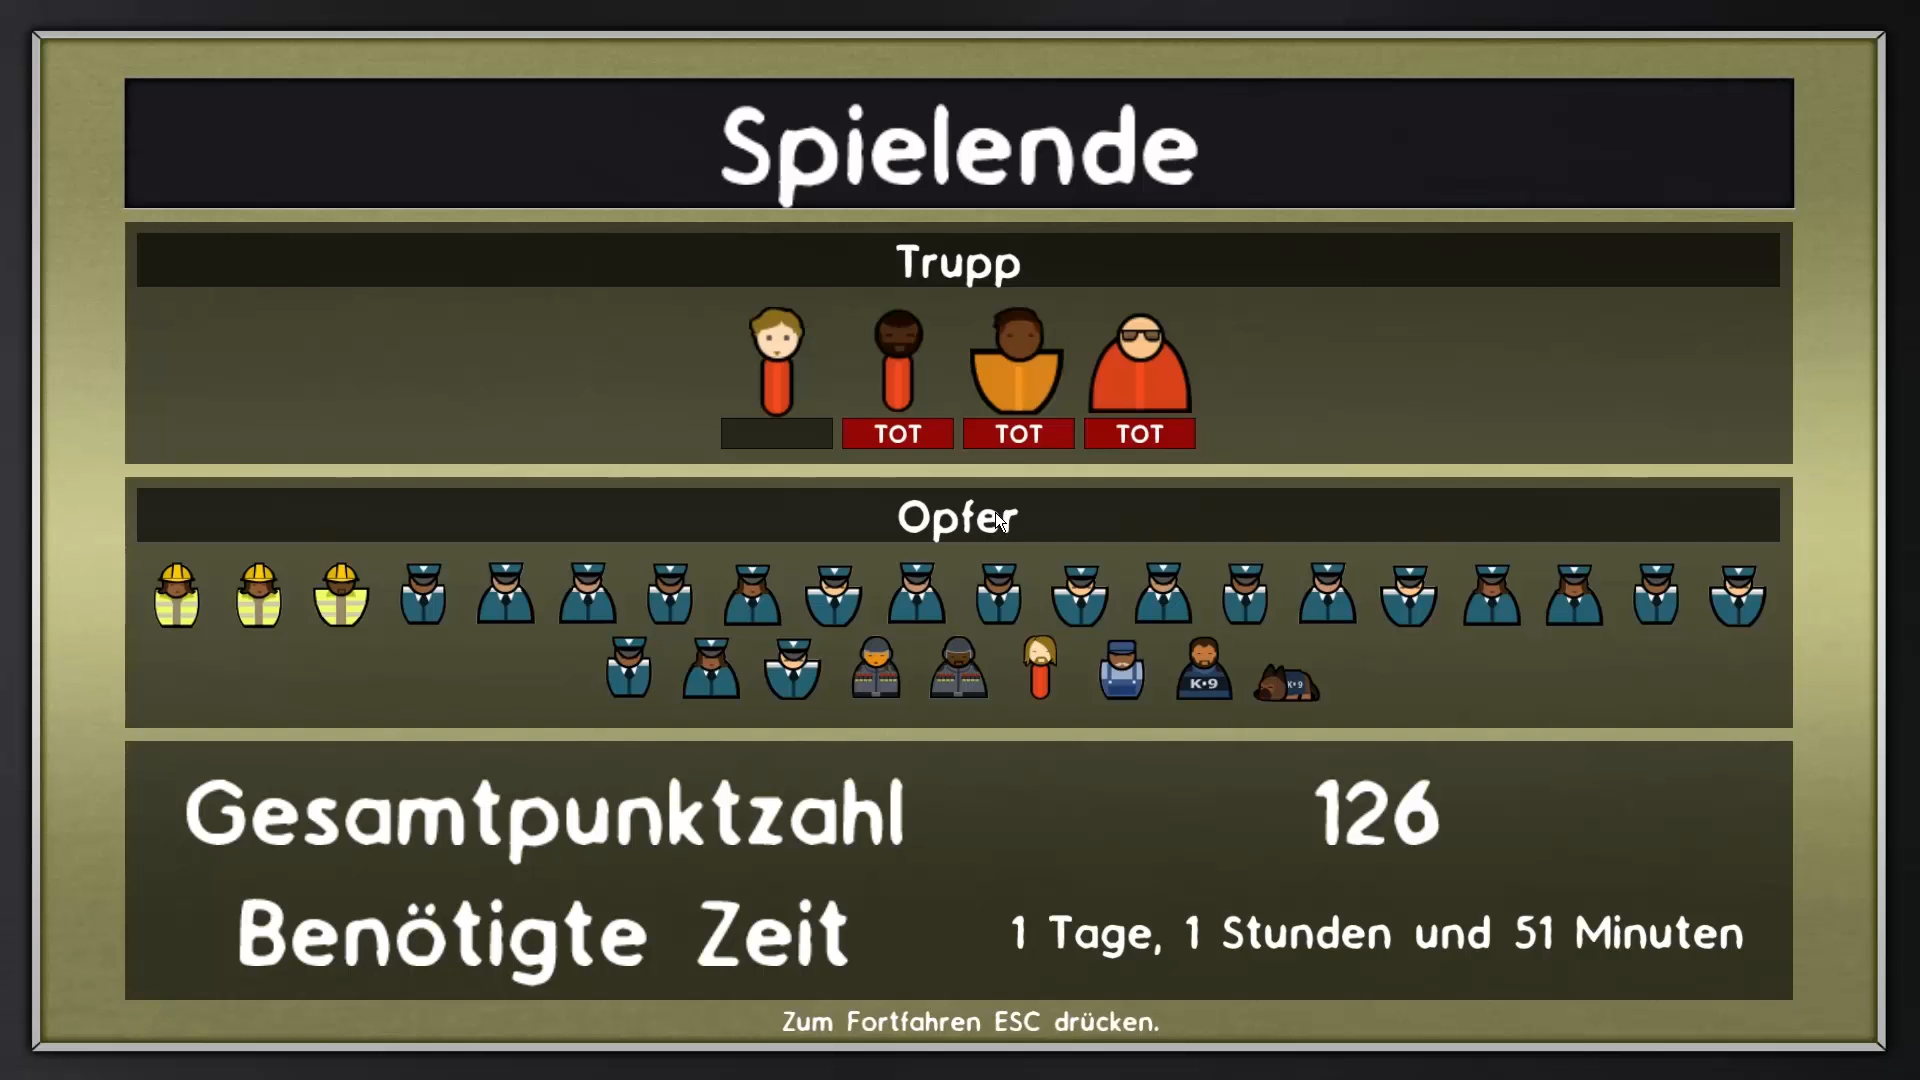 Spielende
Trupp
TOT TOT TOT
Opfer
K•9 K•9
Gesamtpunktzahl 126
Benötigte Zeit 1 Tage, 1 Stunden und 51 Minuten
Zum Fortfahren ESC drücken.